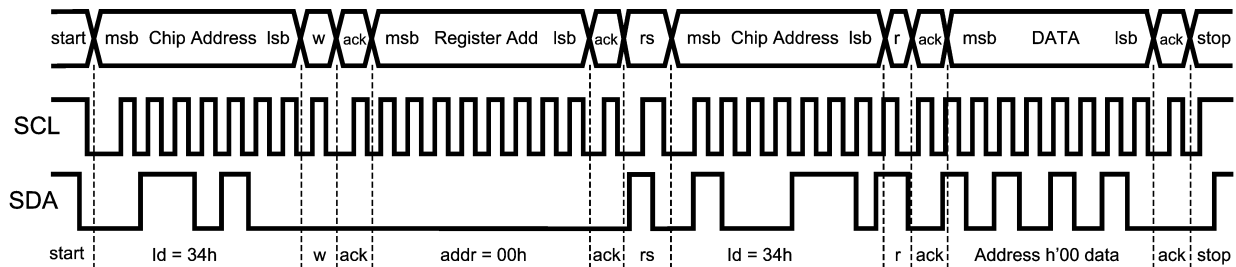 start msb Chip Address lsb w ack msb Register Add lsb ack rs msb Chip Address lsb r ack msb DATA lsb ack stop
SCL
SDA
start Id = 34h w ack addr = 00h ack rs Id = 34h r ack Address h'00 data ack stop